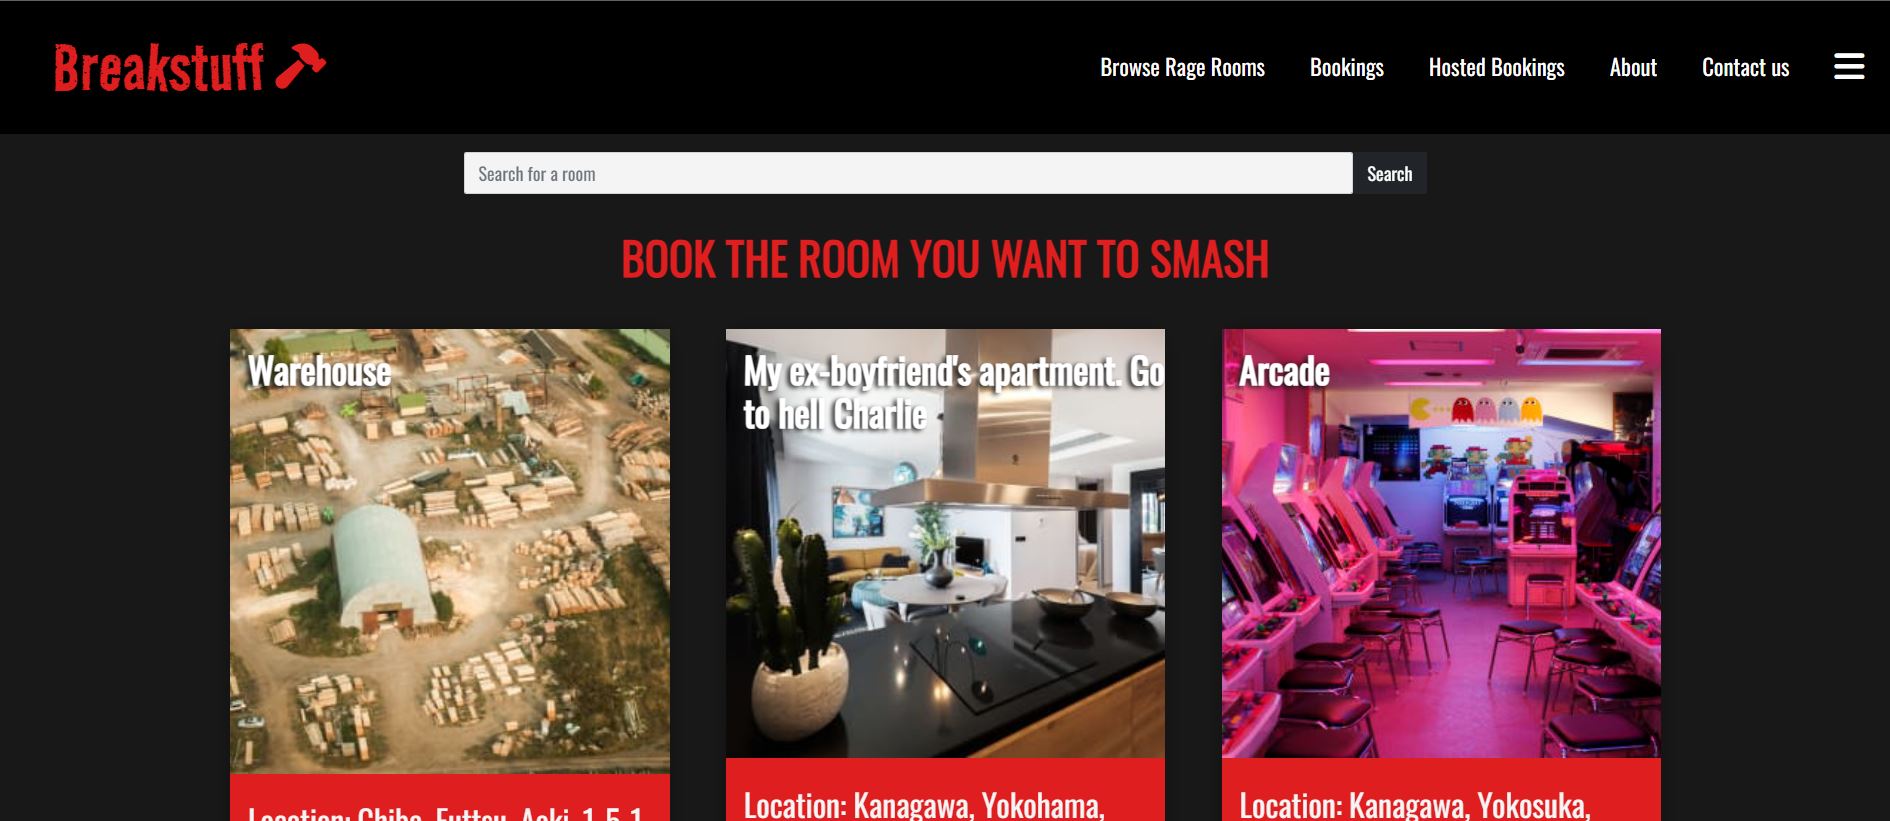 Breakstuff
Browse Rage Rooms
Bookings
Hosted Bookings
About
Contact us
Search for a room
Search
BOOK THE ROOM YOU WANT TO SMASH
Warehouse
My ex-boyfriend's apartment. Go
to hell Charlie
Arcade
Location: Chiba, Futtsu, Aoki, 1-5-1
Location: Kanagawa, Yokohama,
Location: Kanagawa, Yokosuka,